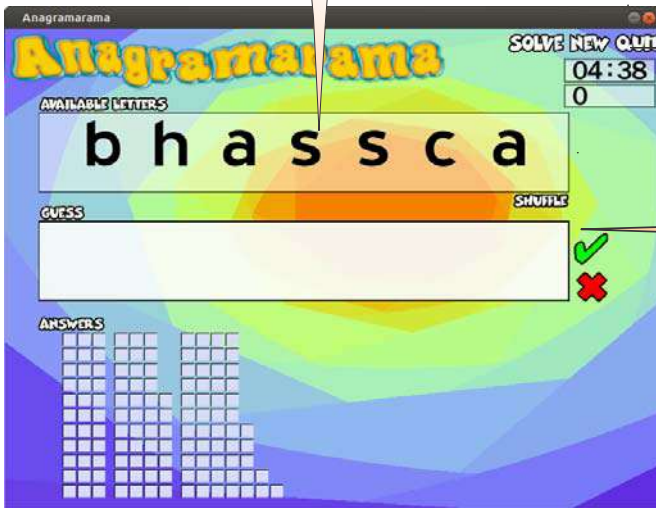 Anagramarama
Anagramarama
SOLVE NEW QUIT
04:38
AVAILABLE LETTERS
0
b h a s s c a
SHUFFLE
GUESS
ANSWERS